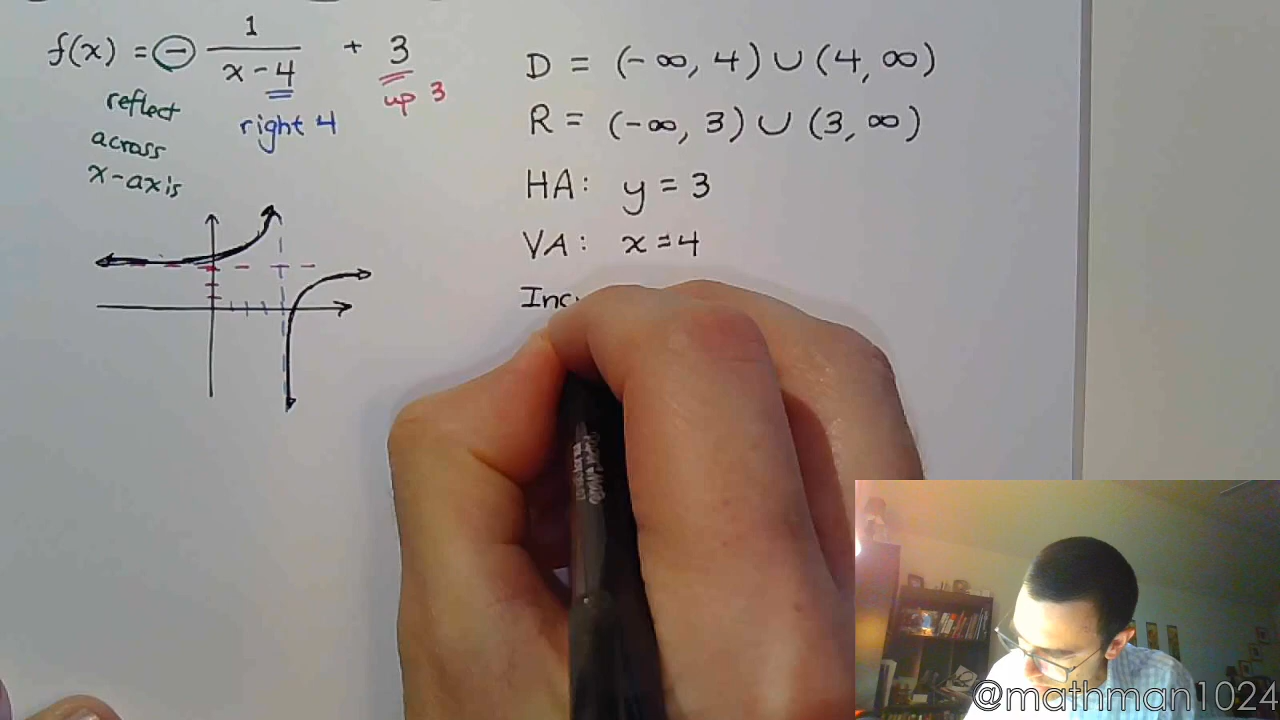 f(x) = - 1/(x - 4) + 3
reflect
across
x-axis
right 4
up 3
D = (-∞, 4) ∪ (4, ∞)
R = (-∞, 3) ∪ (3, ∞)
HA: y = 3
VA: x = 4
Inc
@mathman1024